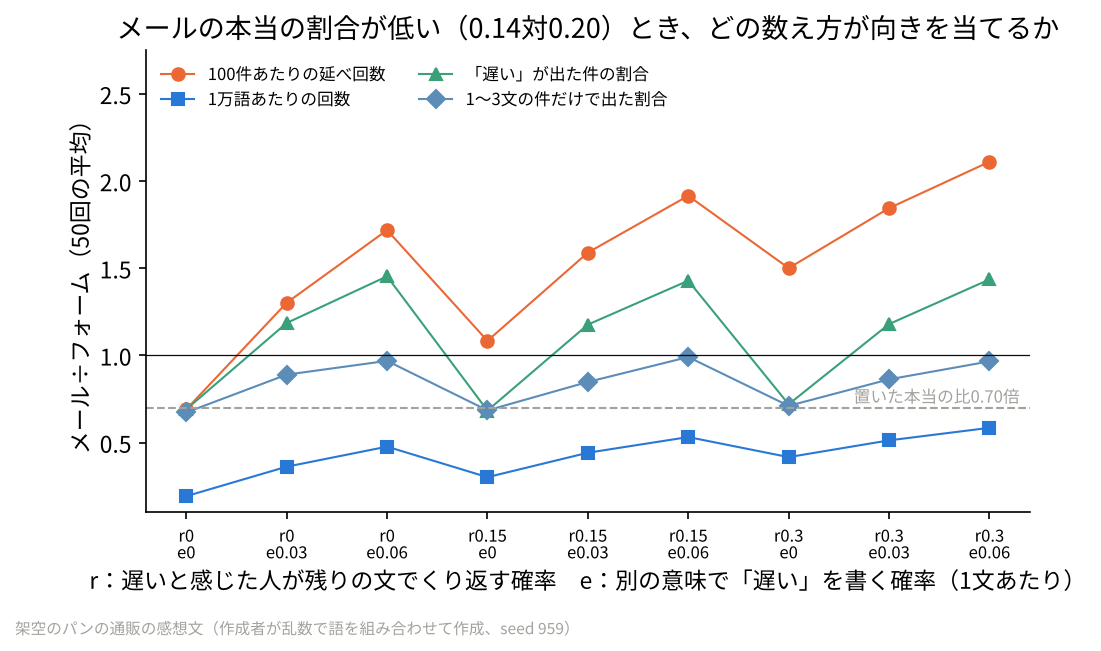 メールの本当の割合が低い（0.14対0.20）とき、どの数え方が向きを当てるか
100件あたりの延べ回数
1万語あたりの回数
「遅い」が出た件の割合
1～3文の件だけで出た割合
メール÷フォーム（50回の平均）
2.5
2.0
1.5
1.0
0.5
置いた本当の比0.70倍
r0
e0
r0
e0.03
r0
e0.06
r0.15
e0
r0.15
e0.03
r0.15
e0.06
r0.3
e0
r0.3
e0.03
r0.3
e0.06
r：遅いと感じた人が残りの文でくり返す確率　e：別の意味で「遅い」を書く確率（1文あたり）
架空のパンの通販の感想文（作成者が乱数で語を組み合わせて作成、seed 959）